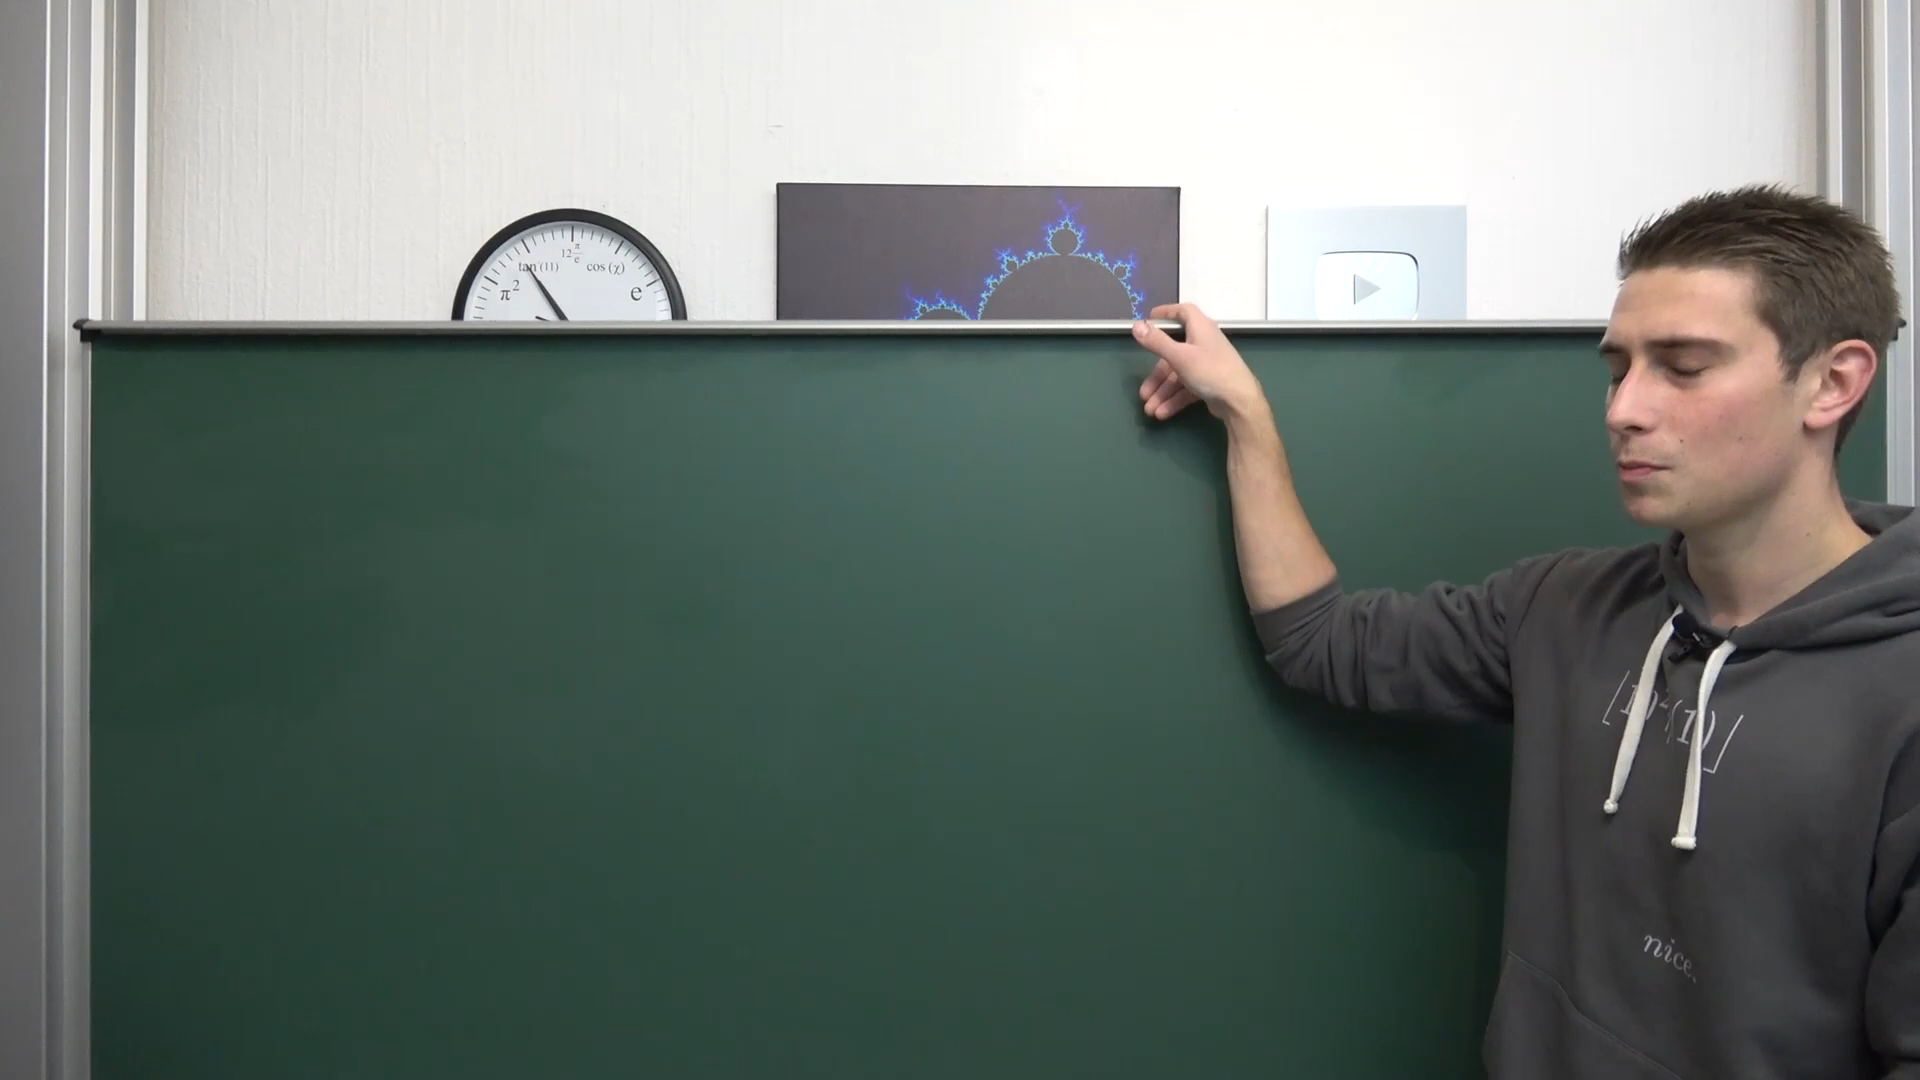 12 π/e
tan (11) cos (χ)
π² e
nice.